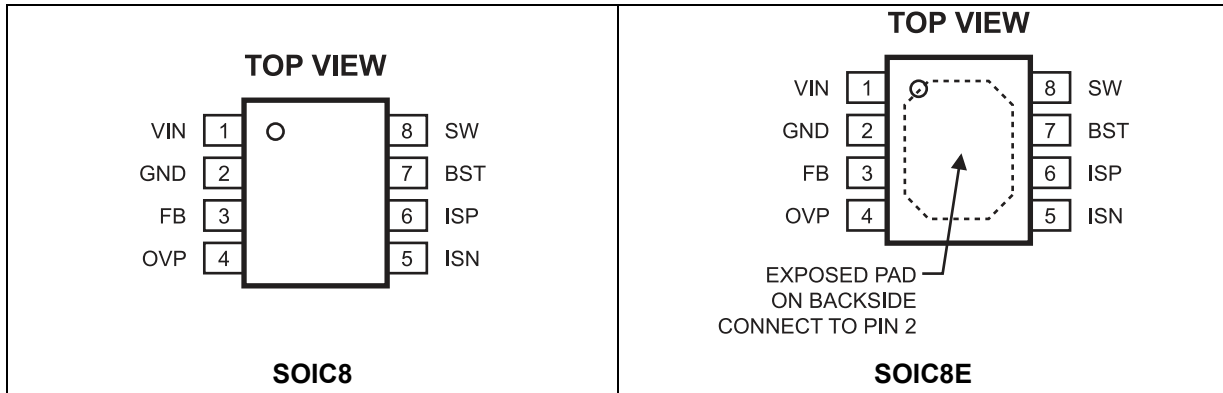 TOP VIEW
VIN 1 8 SW
GND 2 7 BST
FB 3 6 ISP
OVP 4 5 ISN
SOIC8
TOP VIEW
VIN 1 8 SW
GND 2 7 BST
FB 3 6 ISP
OVP 4 5 ISN
EXPOSED PAD
ON BACKSIDE
CONNECT TO PIN 2
SOIC8E